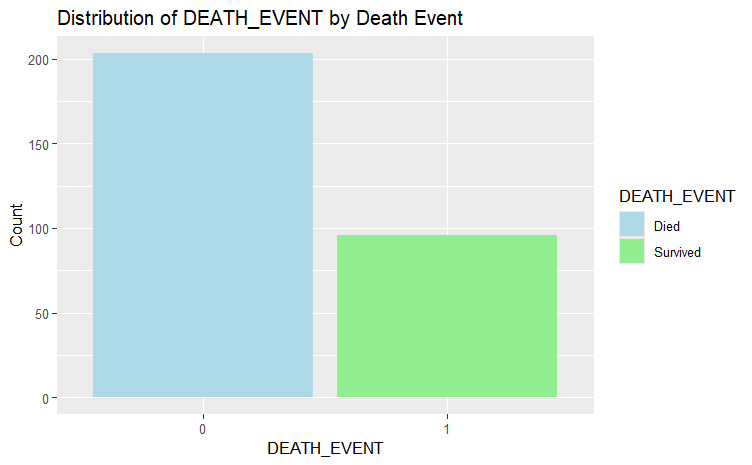 Distribution of DEATH_EVENT by Death Event
200
150
100
50
0
Count
0
1
DEATH_EVENT
DEATH_EVENT
Died
Survived